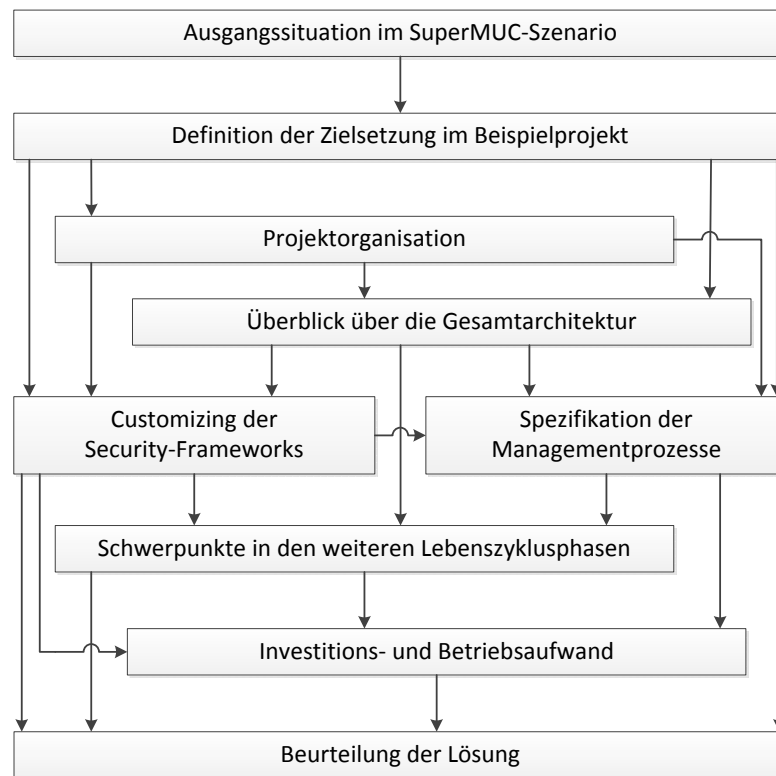 Ausgangssituation im SuperMUC-Szenario
Definition der Zielsetzung im Beispielprojekt
Projektorganisation
Überblick über die Gesamtarchitektur
Customizing der
Security-Frameworks
Spezifikation der
Managementprozesse
Schwerpunkte in den weiteren Lebenszyklusphasen
Investitions- und Betriebsaufwand
Beurteilung der Lösung